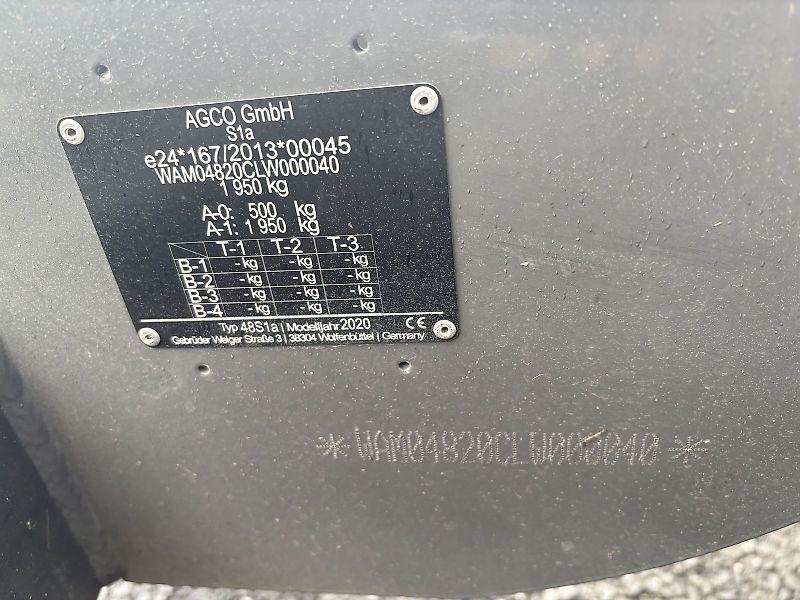 AGCO GmbH
S1a
e24*167/2013*00045
WAM04820CLW000040
1 950 kg
A-0: 500 kg
A-1: 1 950 kg
T-1 T-2 T-3
B-1 - kg - kg - kg
B-2 - kg - kg - kg
B-3 - kg - kg - kg
B-4 - kg - kg - kg
Typ 48S1a | Modelljahr 2020 CE
Gebrüder Welger Straße 3 | 38304 Wolfenbüttel | Germany
*WAM04820CLW000040*